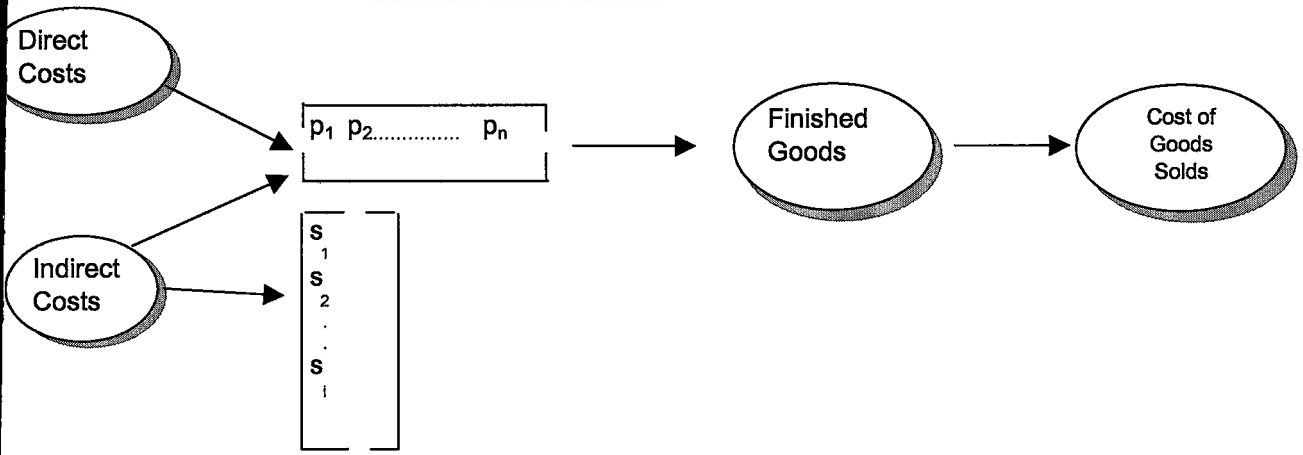 Direct
Costs
p1 p2............... pn
Finished
Goods
Cost of
Goods
Solds
Indirect
Costs
s
1
s
2
.
.
s
i